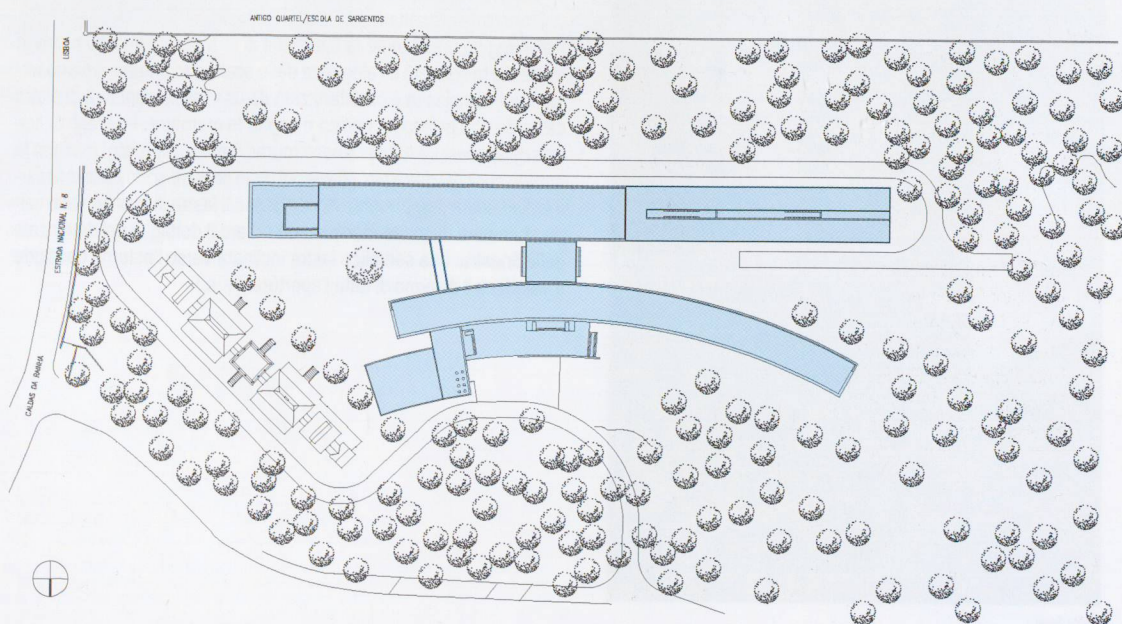 ANTIGO QUARTEL/ESCOLA DE SARGENTOS
LISBOA
ESTRADA NACIONAL N. 8
CALDAS DA RAINHA